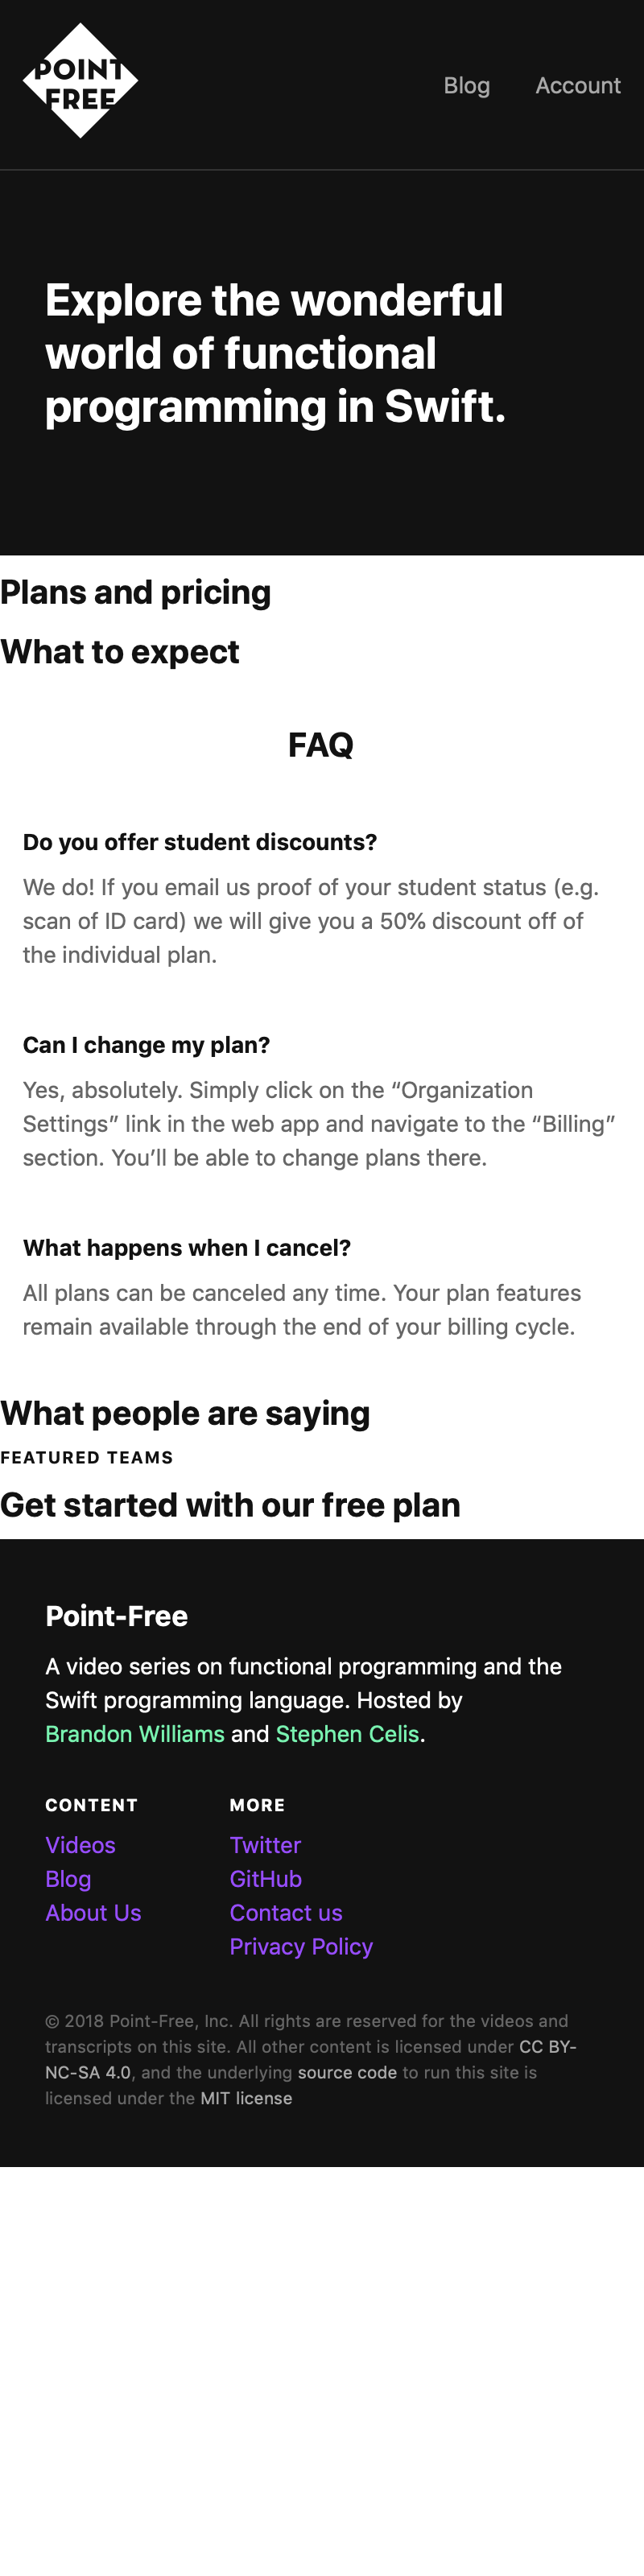 POINT
FREE
Blog
Account
Explore the wonderful
world of functional
programming in Swift.
Plans and pricing
What to expect
FAQ
Do you offer student discounts?
We do! If you email us proof of your student status (e.g.
scan of ID card) we will give you a 50% discount off of
the individual plan.
Can I change my plan?
Yes, absolutely. Simply click on the “Organization
Settings” link in the web app and navigate to the “Billing”
section. You’ll be able to change plans there.
What happens when I cancel?
All plans can be canceled any time. Your plan features
remain available through the end of your billing cycle.
What people are saying
FEATURED TEAMS
Get started with our free plan
Point-Free
A video series on functional programming and the
Swift programming language. Hosted by
Brandon Williams and Stephen Celis.
CONTENT
Videos
Blog
About Us
MORE
Twitter
GitHub
Contact us
Privacy Policy
© 2018 Point-Free, Inc. All rights are reserved for the videos and
transcripts on this site. All other content is licensed under CC BY-
NC-SA 4.0, and the underlying source code to run this site is
licensed under the MIT license